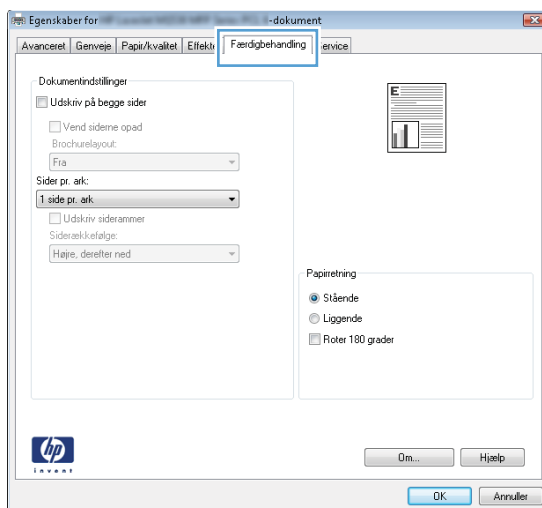 Egenskaber for -dokument
Avanceret Genveje Papir/kvalitet Effekte Færdigbehandling ervice
Dokumentindstillinger
Udskriv på begge sider
Vend siderne opad
Brochurelayout:
Fra
Sider pr. ark:
1 side pr. ark
Udskriv siderammer
Siderækkefølge:
Højre, derefter ned
E
Papirretning
Stående
Liggende
Roter 180 grader
hp
invent
Om... Hjælp
OK Annuller